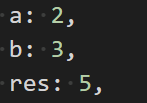 a: 2,
b: 3,
res: 5,